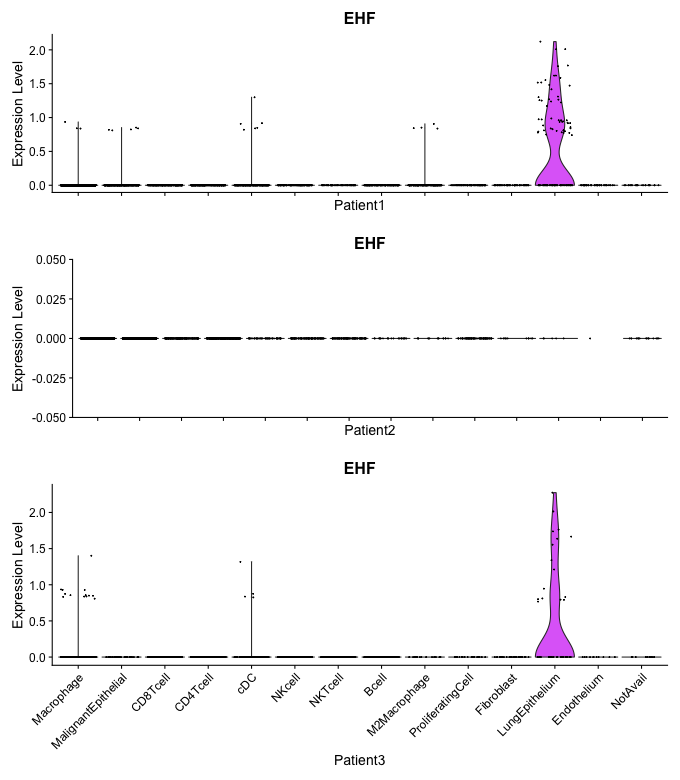 EHF
Expression Level
2.0
1.5
1.0
0.5
0.0
Patient1
EHF
Expression Level
0.050
0.025
0.000
-0.025
-0.050
Patient2
EHF
Expression Level
2.0
1.5
1.0
0.5
0.0
Macrophage
MalignantEpithelial
CD8Tcell
CD4Tcell
cDC
NKcell
NKTcell
Bcell
M2Macrophage
ProliferatingCell
Fibroblast
LungEpithelium
Endothelium
NotAvail
Patient3